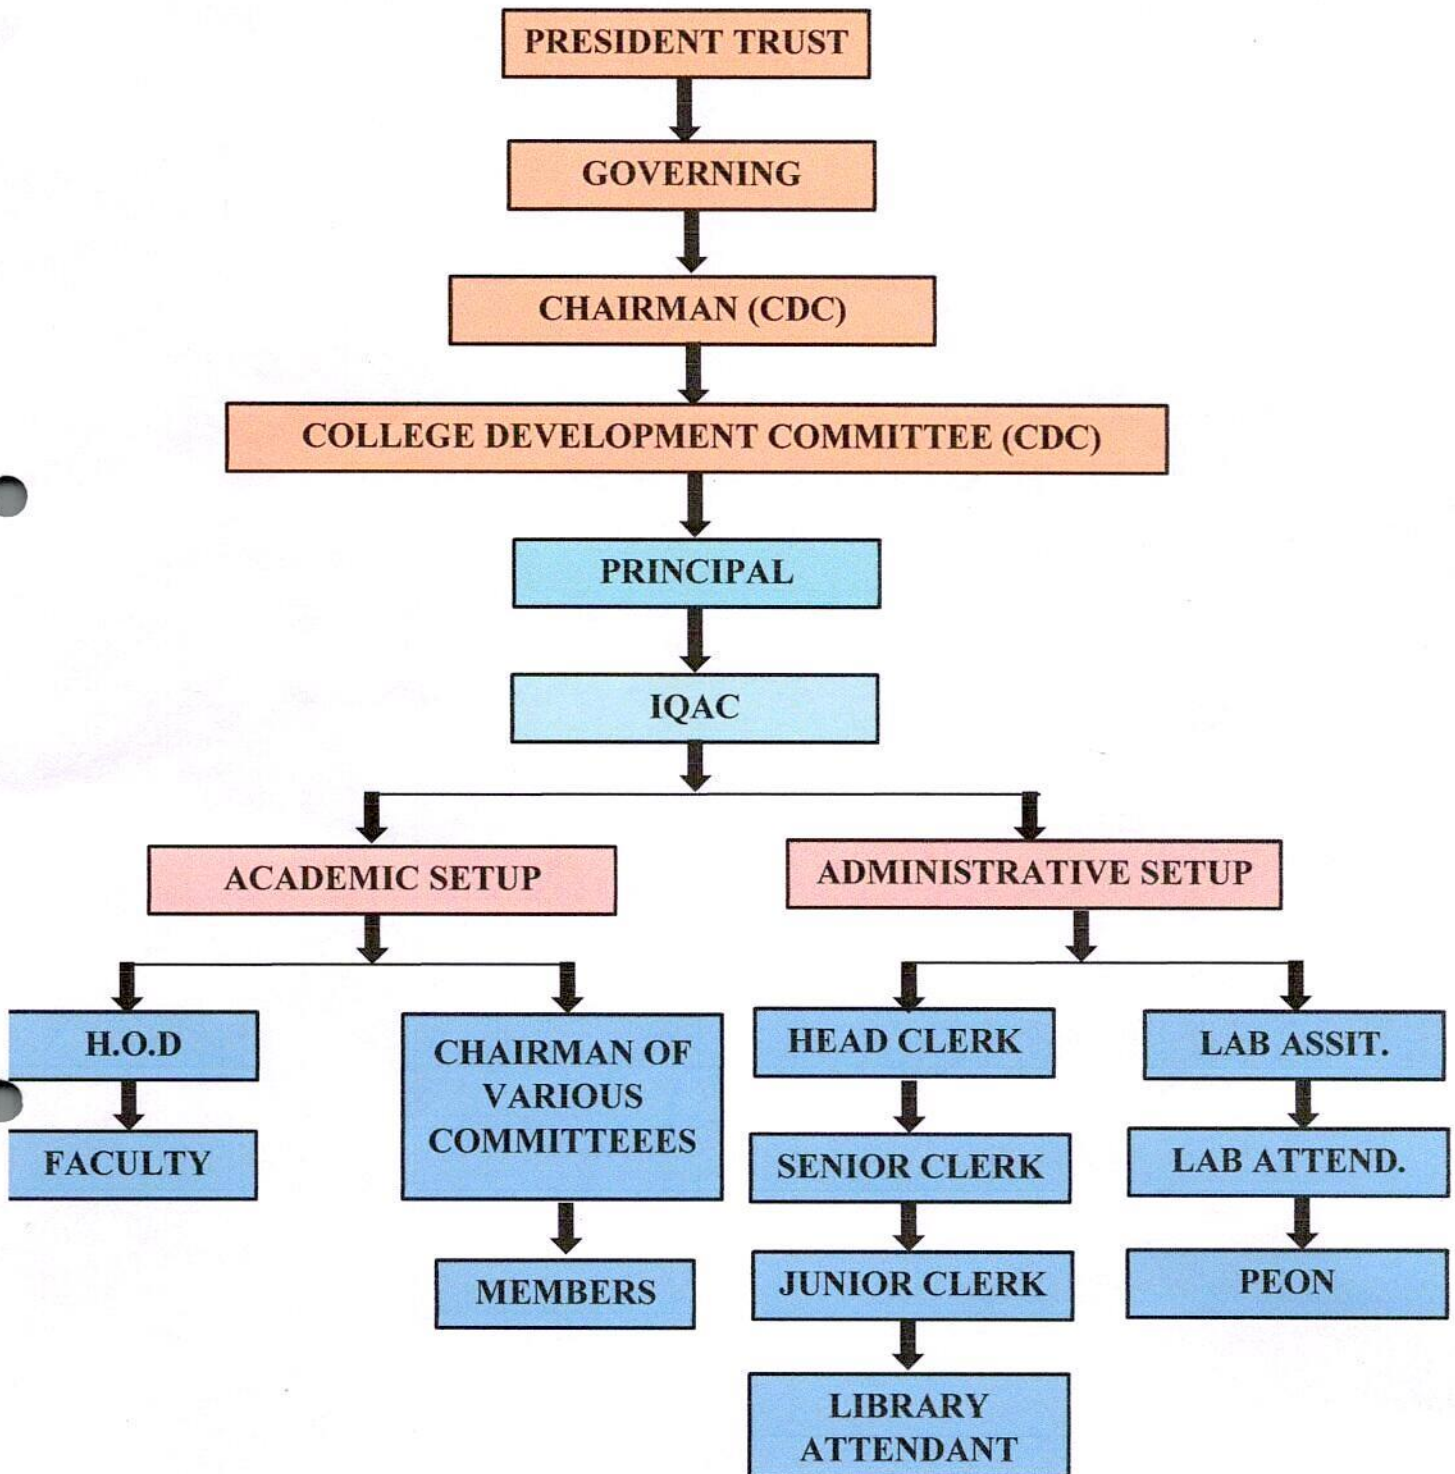 PRESIDENT TRUST
GOVERNING
CHAIRMAN (CDC)
COLLEGE DEVELOPMENT COMMITTEE (CDC)
PRINCIPAL
IQAC
ACADEMIC SETUP
ADMINISTRATIVE SETUP
H.O.D
CHAIRMAN OF
VARIOUS
COMMITTEEES
HEAD CLERK
LAB ASSIT.
FACULTY
SENIOR CLERK
LAB ATTEND.
MEMBERS
JUNIOR CLERK
PEON
LIBRARY
ATTENDANT